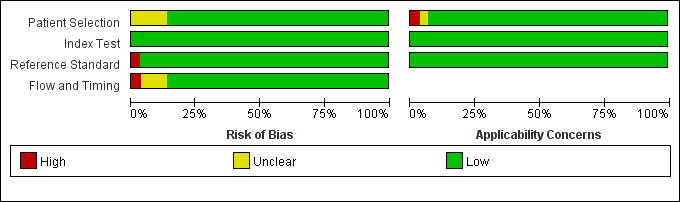 Patient Selection
Index Test
Reference Standard
Flow and Timing
0% 25% 50% 75% 100% 0% 25% 50% 75% 100%
Risk of Bias Applicability Concerns
High Unclear Low